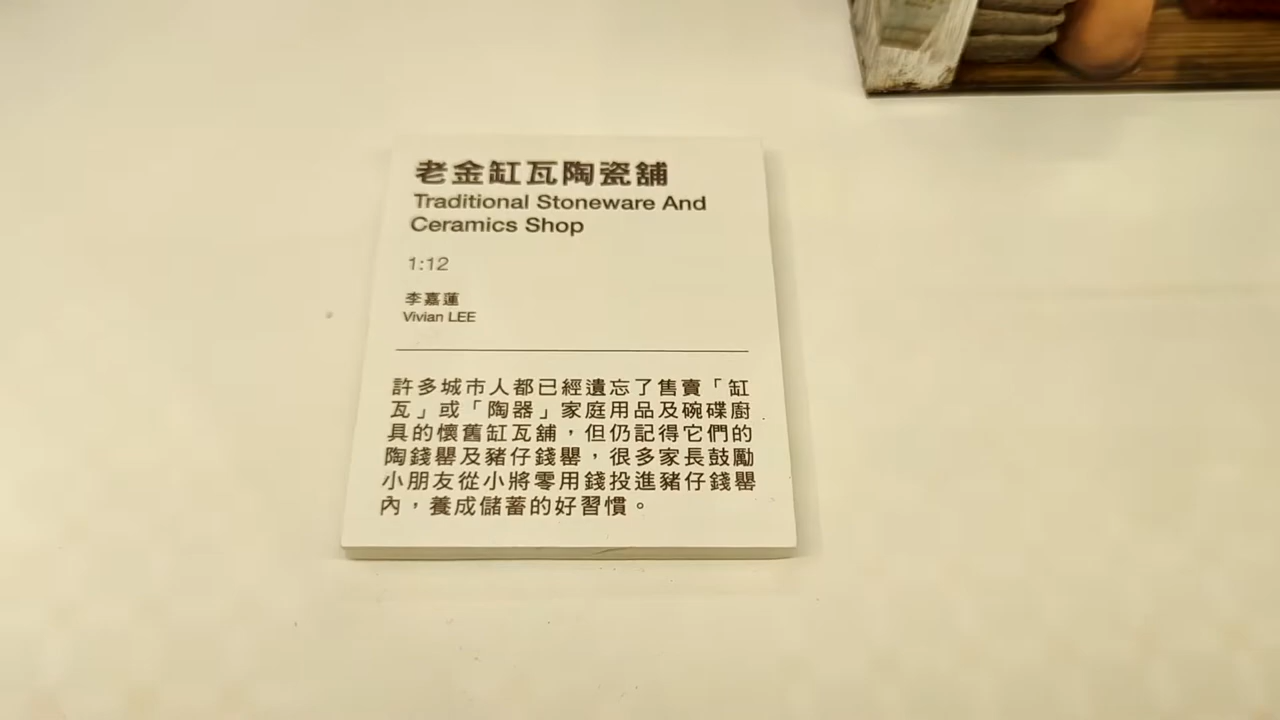 老金缸瓦陶瓷舖
Traditional Stoneware And
Ceramics Shop
1:12
李嘉蓮
Vivian LEE
許多城市人都已經遺忘了售賣「缸
瓦」或「陶器」家庭用品及碗碟廚
具的懷舊缸瓦舖，但仍記得它們的
陶錢罌及豬仔錢罌，很多家長鼓勵
小朋友從小將零用錢投進豬仔錢罌
內，養成儲蓄的好習慣。